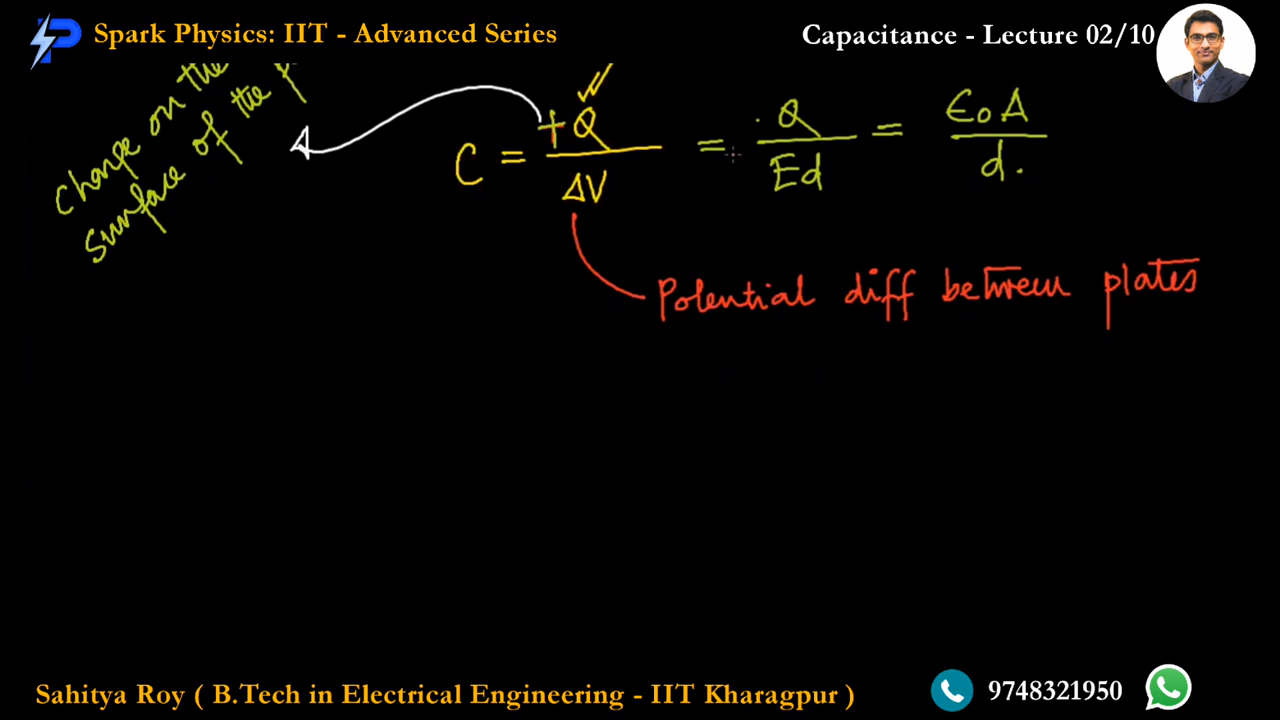 Spark Physics: IIT - Advanced Series
Capacitance - Lecture 02/10
Charge on the
surface of the
C = +Q / ΔV = Q / Ed = ϵ0 A / d.
Potential diff between plates
Sahitya Roy ( B.Tech in Electrical Engineering - IIT Kharagpur )
9748321950